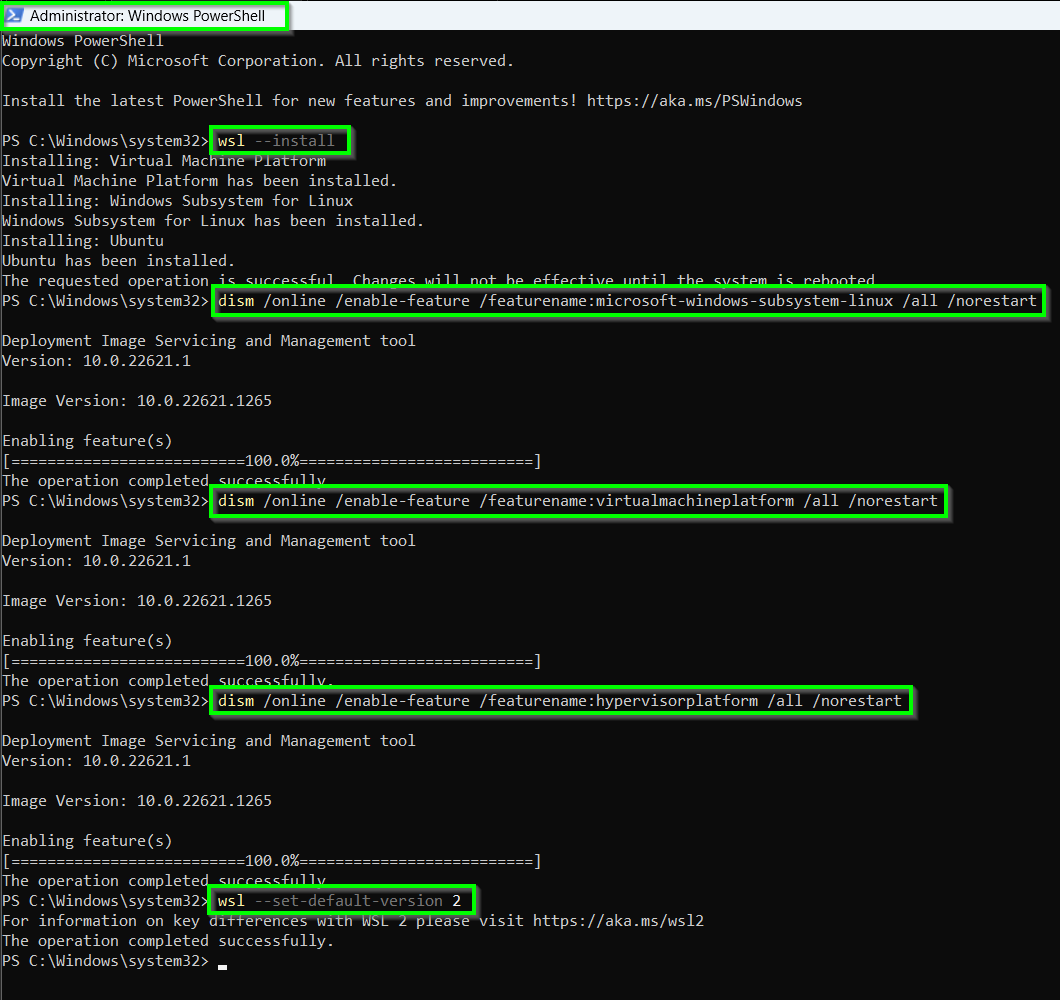 Administrator: Windows PowerShell
Windows PowerShell
Copyright (C) Microsoft Corporation. All rights reserved.
Install the latest PowerShell for new features and improvements! https://aka.ms/PSWindows
PS C:\Windows\system32> wsl --install
Installing: Virtual Machine Platform
Virtual Machine Platform has been installed.
Installing: Windows Subsystem for Linux
Windows Subsystem for Linux has been installed.
Installing: Ubuntu
Ubuntu has been installed.
The requested operation is successful. Changes will not be effective until the system is rebooted.
PS C:\Windows\system32> dism /online /enable-feature /featurename:microsoft-windows-subsystem-linux /all /norestart
Deployment Image Servicing and Management tool
Version: 10.0.22621.1
Image Version: 10.0.22621.1265
Enabling feature(s)
[==========================100.0%==========================]
The operation completed successfully.
PS C:\Windows\system32> dism /online /enable-feature /featurename:virtualmachineplatform /all /norestart
Deployment Image Servicing and Management tool
Version: 10.0.22621.1
Image Version: 10.0.22621.1265
Enabling feature(s)
[==========================100.0%==========================]
The operation completed successfully.
PS C:\Windows\system32> dism /online /enable-feature /featurename:hypervisorplatform /all /norestart
Deployment Image Servicing and Management tool
Version: 10.0.22621.1
Image Version: 10.0.22621.1265
Enabling feature(s)
[==========================100.0%==========================]
The operation completed successfully.
PS C:\Windows\system32> wsl --set-default-version 2
For information on key differences with WSL 2 please visit https://aka.ms/wsl2
The operation completed successfully.
PS C:\Windows\system32>